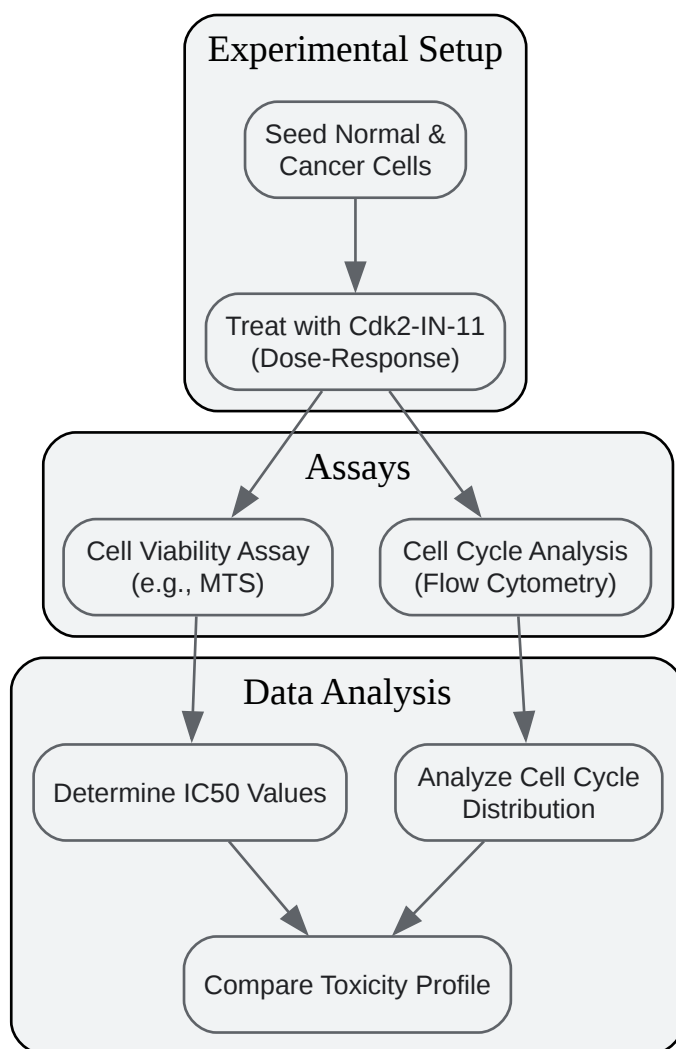 Experimental Setup
Seed Normal &
Cancer Cells
Treat with Cdk2-IN-11
(Dose-Response)
Assays
Cell Viability Assay
(e.g., MTS)
Cell Cycle Analysis
(Flow Cytometry)
Data Analysis
Determine IC50 Values
Analyze Cell Cycle
Distribution
Compare Toxicity Profile